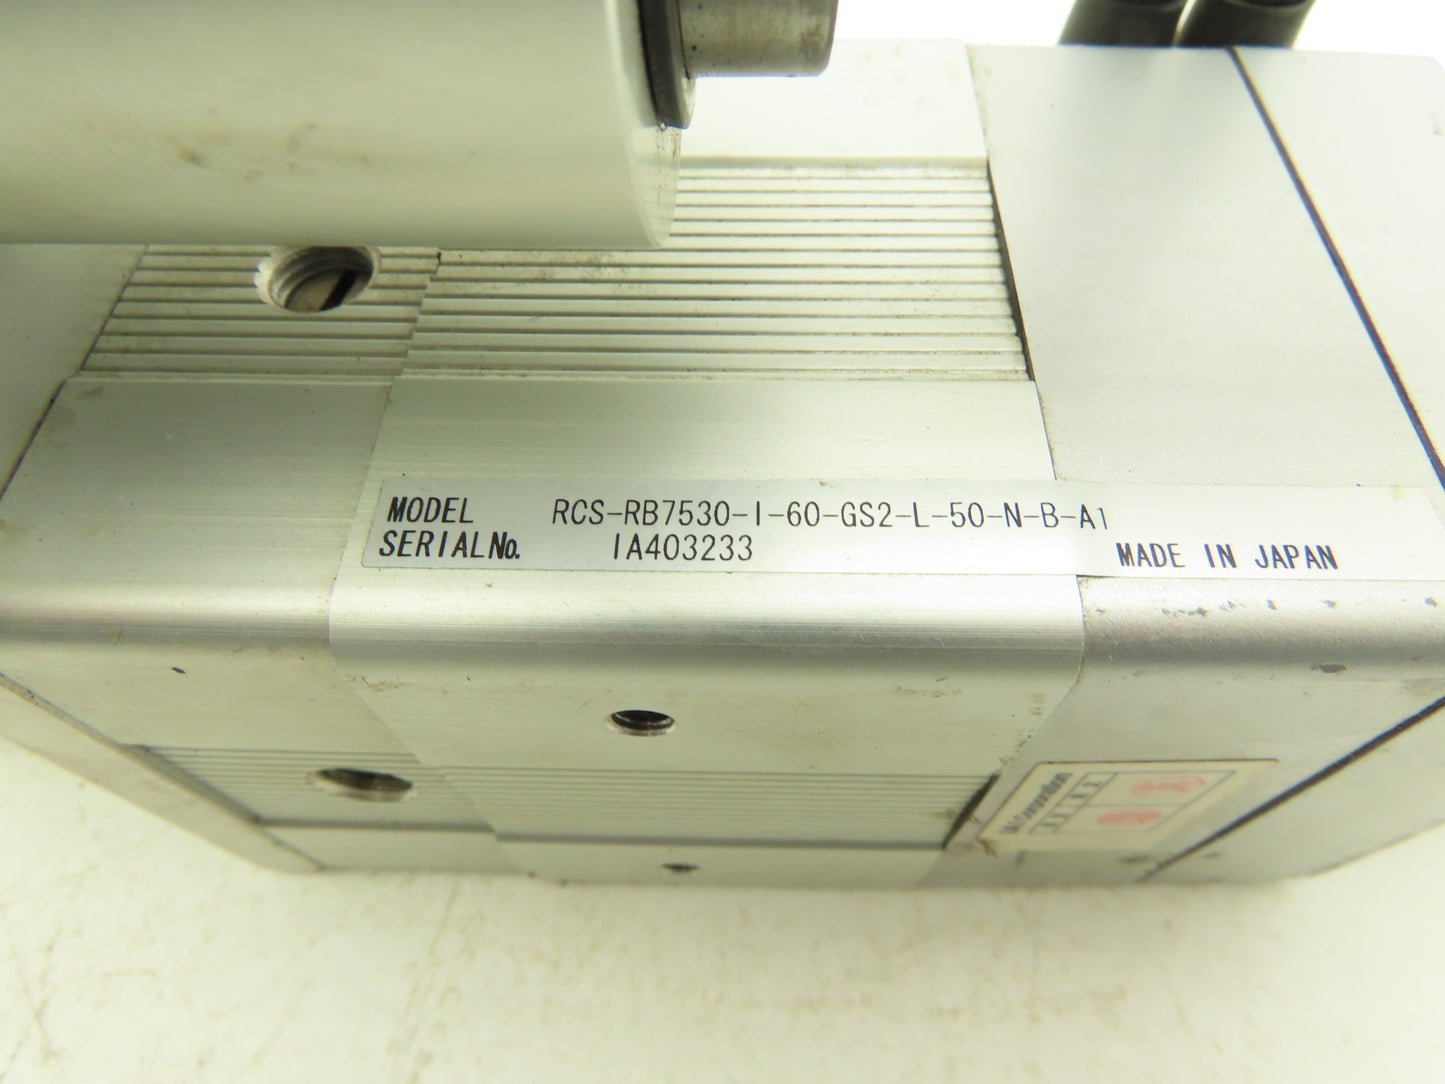 MODEL RCS-RB7530-I-60-GS2-L-50-N-B-A1
SERIAL No. IA403233
MADE IN JAPAN